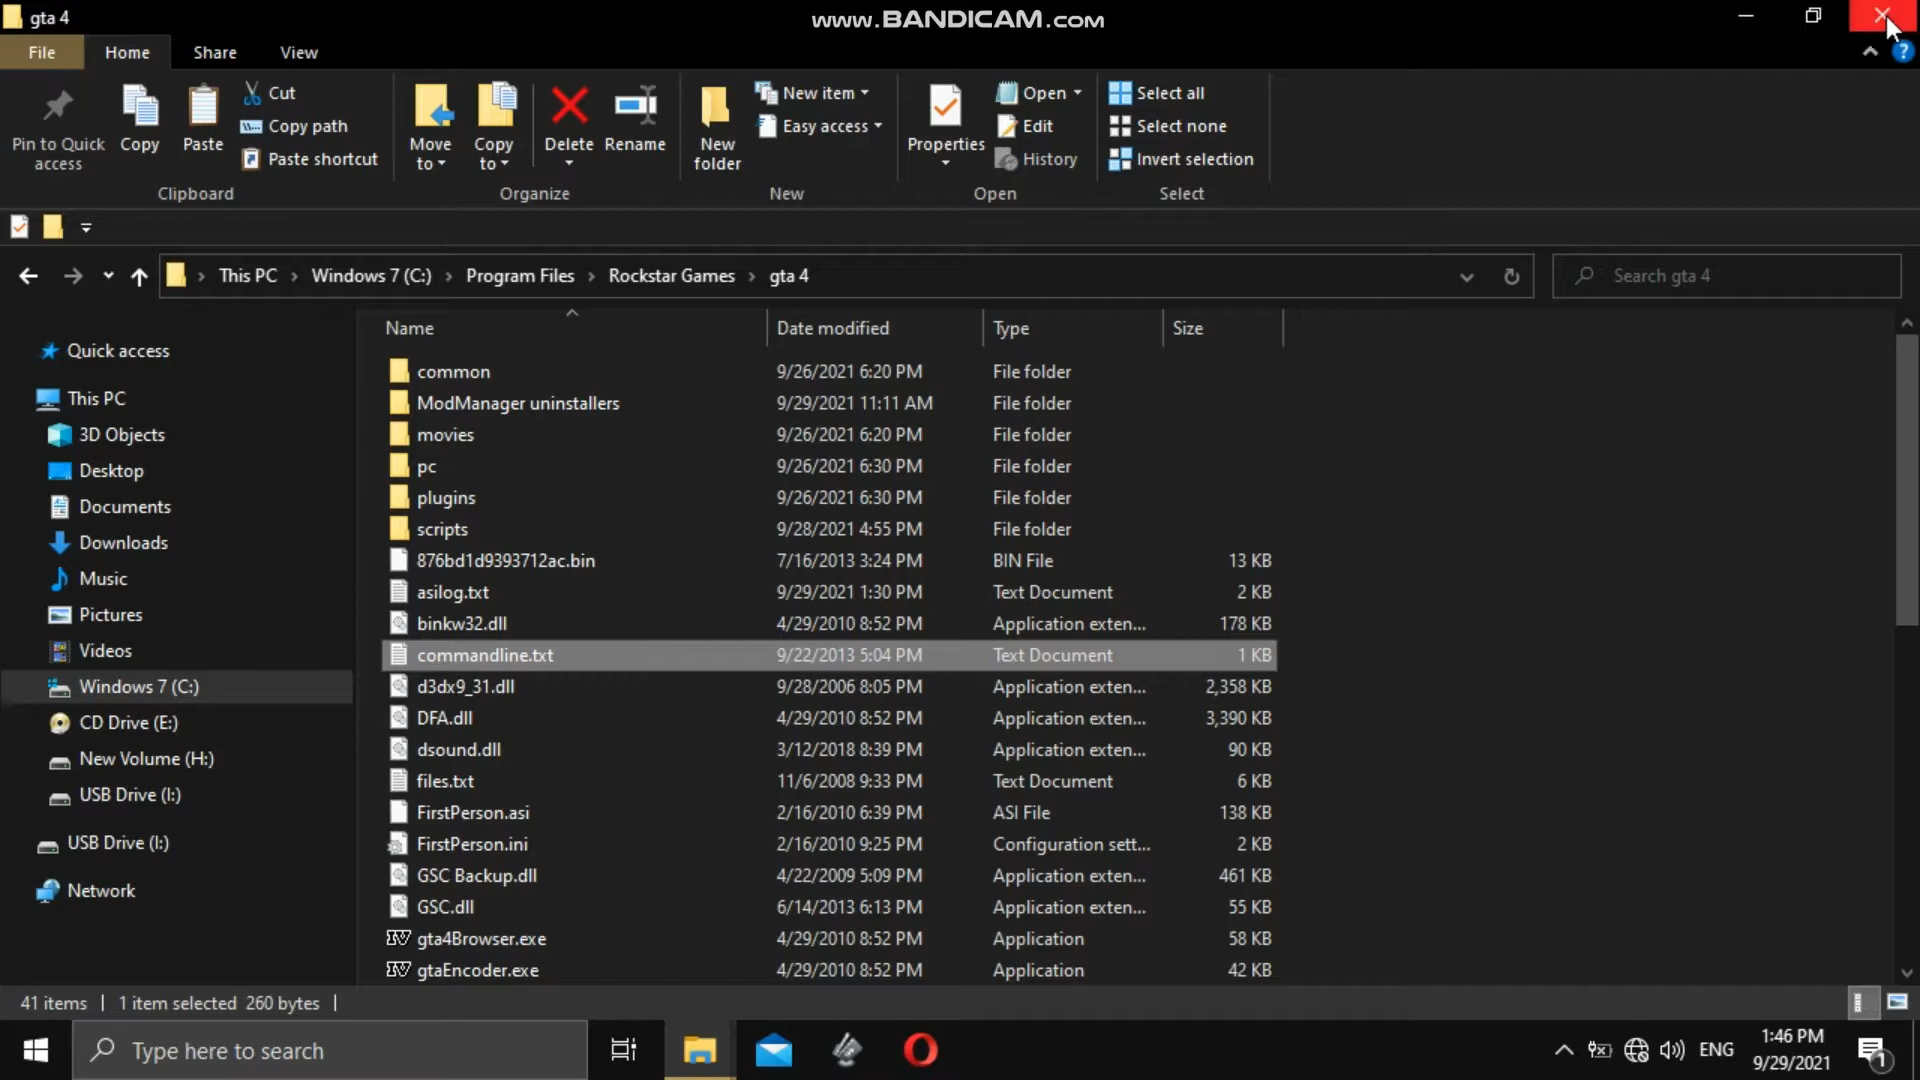 gta 4
www.BANDICAM.com
File
Home
Share
View
?
Pin to Quick access
Copy
Paste
Cut
Copy path
Paste shortcut
Clipboard
Move to
Copy to
Delete
Rename
Organize
New folder
New item
Easy access
New
Properties
Open
Edit
History
Open
Select all
Select none
Invert selection
Select
This PC
Windows 7 (C:)
Program Files
Rockstar Games
gta 4
Search gta 4
Quick access
This PC
3D Objects
Desktop
Documents
Downloads
Music
Pictures
Videos
Windows 7 (C:)
CD Drive (E:)
New Volume (H:)
USB Drive (I:)
USB Drive (I:)
Network
Name Date modified Type Size
common 9/26/2021 6:20 PM File folder
ModManager uninstallers 9/29/2021 11:11 AM File folder
movies 9/26/2021 6:20 PM File folder
pc 9/26/2021 6:30 PM File folder
plugins 9/26/2021 6:30 PM File folder
scripts 9/28/2021 4:55 PM File folder
876bd1d9393712ac.bin 7/16/2013 3:24 PM BIN File 13 KB
asilog.txt 9/29/2021 1:30 PM Text Document 2 KB
binkw32.dll 4/29/2010 8:52 PM Application exten... 178 KB
commandline.txt 9/22/2013 5:04 PM Text Document 1 KB
d3dx9_31.dll 9/28/2006 8:05 PM Application exten... 2,358 KB
DFA.dll 4/29/2010 8:52 PM Application exten... 3,390 KB
dsound.dll 3/12/2018 8:39 PM Application exten... 90 KB
files.txt 11/6/2008 9:33 PM Text Document 6 KB
FirstPerson.asi 2/16/2010 6:39 PM ASI File 138 KB
FirstPerson.ini 2/16/2010 9:25 PM Configuration sett... 2 KB
GSC Backup.dll 4/22/2009 5:09 PM Application exten... 461 KB
GSC.dll 6/14/2013 6:13 PM Application exten... 55 KB
IV gta4Browser.exe 4/29/2010 8:52 PM Application 58 KB
IV gtaEncoder.exe 4/29/2010 8:52 PM Application 42 KB
41 items
1 item selected 260 bytes
Type here to search
ENG
1:46 PM
9/29/2021
1